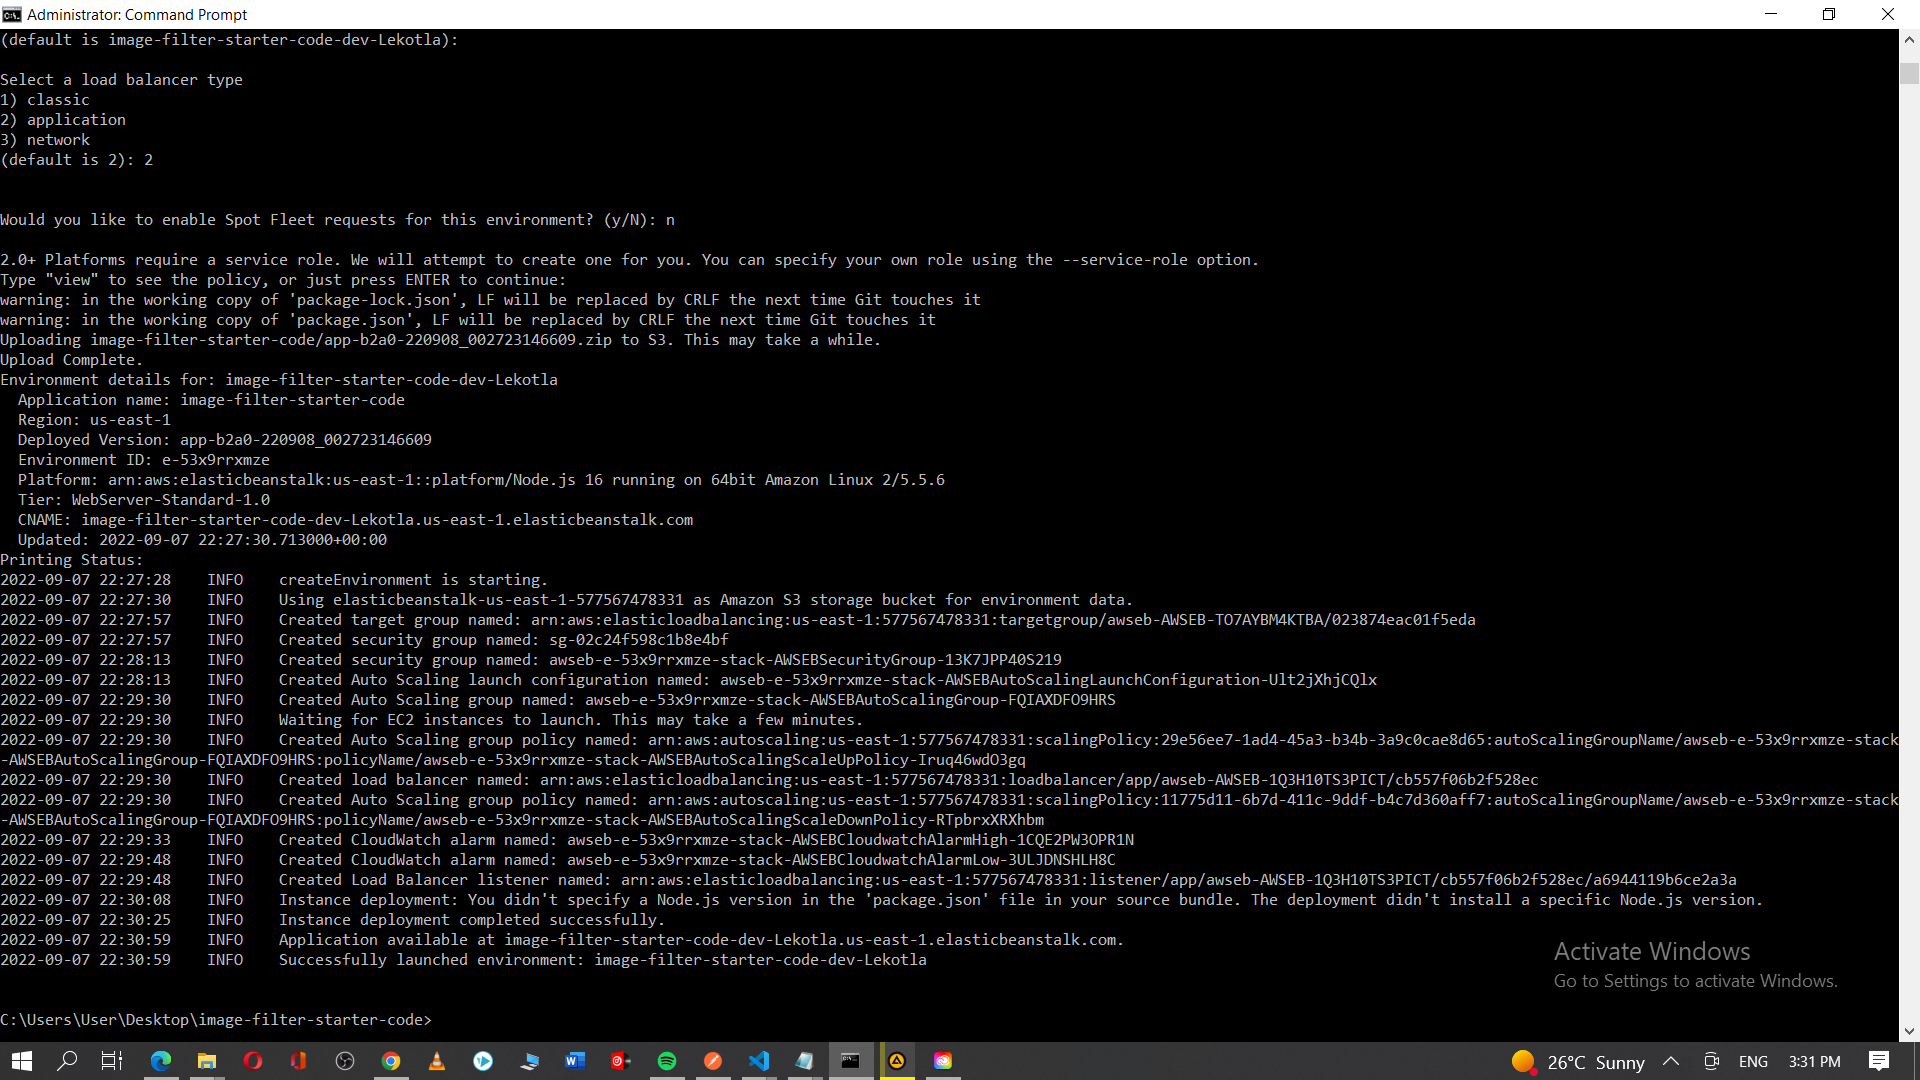 Administrator: Command Prompt
(default is image-filter-starter-code-dev-Lekotla):
Select a load balancer type
1) classic
2) application
3) network
(default is 2): 2
Would you like to enable Spot Fleet requests for this environment? (y/N): n
2.0+ Platforms require a service role. We will attempt to create one for you. You can specify your own role using the --service-role option.
Type "view" to see the policy, or just press ENTER to continue:
warning: in the working copy of 'package-lock.json', LF will be replaced by CRLF the next time Git touches it
warning: in the working copy of 'package.json', LF will be replaced by CRLF the next time Git touches it
Uploading image-filter-starter-code/app-b2a0-220908_002723146609.zip to S3. This may take a while.
Upload Complete.
Environment details for: image-filter-starter-code-dev-Lekotla
  Application name: image-filter-starter-code
  Region: us-east-1
  Deployed Version: app-b2a0-220908_002723146609
  Environment ID: e-53x9rrxmze
  Platform: arn:aws:elasticbeanstalk:us-east-1::platform/Node.js 16 running on 64bit Amazon Linux 2/5.5.6
  Tier: WebServer-Standard-1.0
  CNAME: image-filter-starter-code-dev-Lekotla.us-east-1.elasticbeanstalk.com
  Updated: 2022-09-07 22:27:30.713000+00:00
Printing Status:
2022-09-07 22:27:28    INFO    createEnvironment is starting.
2022-09-07 22:27:30    INFO    Using elasticbeanstalk-us-east-1-577567478331 as Amazon S3 storage bucket for environment data.
2022-09-07 22:27:57    INFO    Created target group named: arn:aws:elasticloadbalancing:us-east-1:577567478331:targetgroup/awseb-AWSEB-TO7AYBM4KTBA/023874eac01f5eda
2022-09-07 22:27:57    INFO    Created security group named: sg-02c24f598c1b8e4bf
2022-09-07 22:28:13    INFO    Created security group named: awseb-e-53x9rrxmze-stack-AWSEBSecurityGroup-13K7JPP40S219
2022-09-07 22:28:13    INFO    Created Auto Scaling launch configuration named: awseb-e-53x9rrxmze-stack-AWSEBAutoScalingLaunchConfiguration-Ult2jXhjCQlx
2022-09-07 22:29:30    INFO    Created Auto Scaling group named: awseb-e-53x9rrxmze-stack-AWSEBAutoScalingGroup-FQIAXDFO9HRS
2022-09-07 22:29:30    INFO    Waiting for EC2 instances to launch. This may take a few minutes.
2022-09-07 22:29:30    INFO    Created Auto Scaling group policy named: arn:aws:autoscaling:us-east-1:577567478331:scalingPolicy:29e56ee7-1ad4-45a3-b34b-3a9c0cae8d65:autoScalingGroupName/awseb-e-53x9rrxmze-stack
-AWSEBAutoScalingGroup-FQIAXDFO9HRS:policyName/awseb-e-53x9rrxmze-stack-AWSEBAutoScalingScaleUpPolicy-Iruq46wdO3gq
2022-09-07 22:29:30    INFO    Created load balancer named: arn:aws:elasticloadbalancing:us-east-1:577567478331:loadbalancer/app/awseb-AWSEB-1Q3H10TS3PICT/cb557f06b2f528ec
2022-09-07 22:29:30    INFO    Created Auto Scaling group policy named: arn:aws:autoscaling:us-east-1:577567478331:scalingPolicy:11775d11-6b7d-411c-9ddf-b4c7d360aff7:autoScalingGroupName/awseb-e-53x9rrxmze-stack
-AWSEBAutoScalingGroup-FQIAXDFO9HRS:policyName/awseb-e-53x9rrxmze-stack-AWSEBAutoScalingScaleDownPolicy-RTpbrxXRXhbm
2022-09-07 22:29:33    INFO    Created CloudWatch alarm named: awseb-e-53x9rrxmze-stack-AWSEBCloudwatchAlarmHigh-1CQE2PW3OPR1N
2022-09-07 22:29:48    INFO    Created CloudWatch alarm named: awseb-e-53x9rrxmze-stack-AWSEBCloudwatchAlarmLow-3ULJDNSHLH8C
2022-09-07 22:29:48    INFO    Created Load Balancer listener named: arn:aws:elasticloadbalancing:us-east-1:577567478331:listener/app/awseb-AWSEB-1Q3H10TS3PICT/cb557f06b2f528ec/a6944119b6ce2a3a
2022-09-07 22:30:08    INFO    Instance deployment: You didn't specify a Node.js version in the 'package.json' file in your source bundle. The deployment didn't install a specific Node.js version.
2022-09-07 22:30:25    INFO    Instance deployment completed successfully.
2022-09-07 22:30:59    INFO    Application available at image-filter-starter-code-dev-Lekotla.us-east-1.elasticbeanstalk.com.
2022-09-07 22:30:59    INFO    Successfully launched environment: image-filter-starter-code-dev-Lekotla
Activate Windows
Go to Settings to activate Windows.
C:\Users\User\Desktop\image-filter-starter-code>
26°C Sunny
ENG
3:31 PM